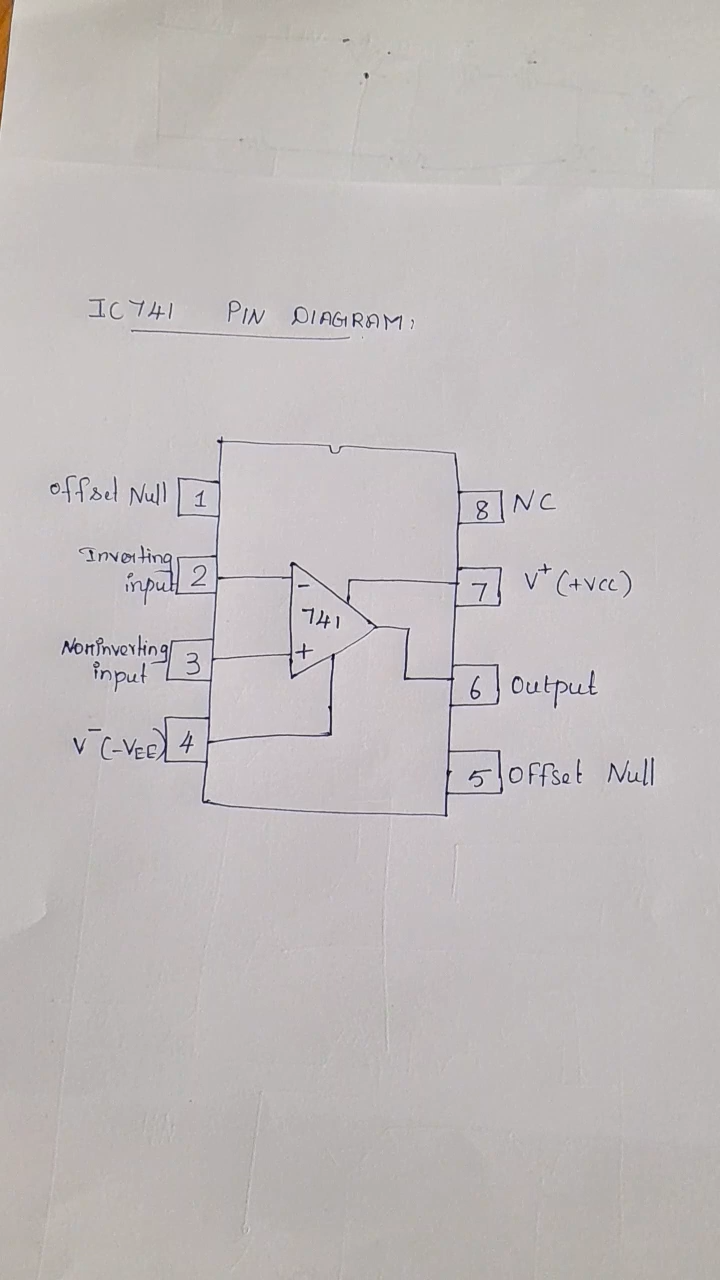 IC741 PIN DIAGRAM:
Offset Null 1
Inverting
input 2
Noninverting
input 3
V⁻(-VEE) 4
-
741
+
8 NC
7 V⁺(+Vcc)
6 Output
5 Offset Null